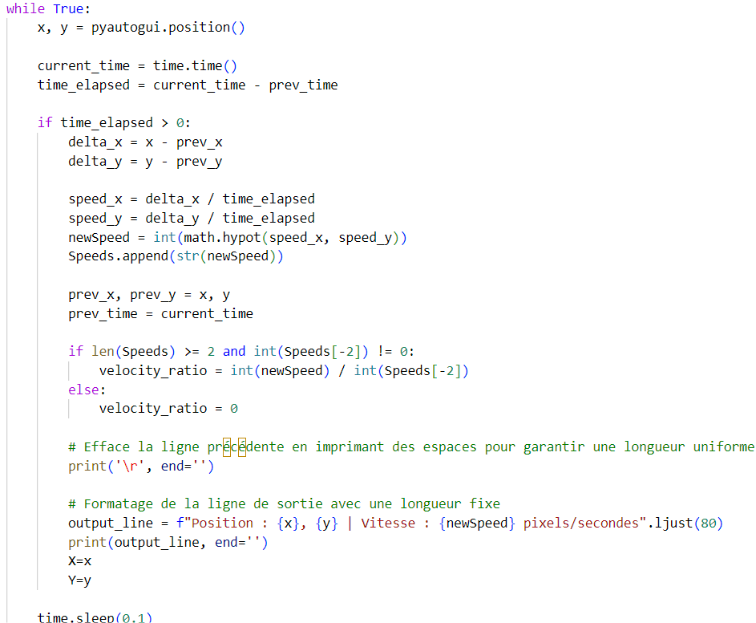 while True:
    x, y = pyautogui.position()
    current_time = time.time()
    time_elapsed = current_time - prev_time
    if time_elapsed > 0:
        delta_x = x - prev_x
        delta_y = y - prev_y
        speed_x = delta_x / time_elapsed
        speed_y = delta_y / time_elapsed
        newSpeed = int(math.hypot(speed_x, speed_y))
        Speeds.append(str(newSpeed))
        prev_x, prev_y = x, y
        prev_time = current_time
        if len(Speeds) >= 2 and int(Speeds[-2]) != 0:
            velocity_ratio = int(newSpeed) / int(Speeds[-2])
        else:
            velocity_ratio = 0
        # Efface la ligne précédente en imprimant des espaces pour garantir une longueur uniforme
        print('\r', end='')
        # Formatage de la ligne de sortie avec une longueur fixe
        output_line = f"Position : {x}, {y} | Vitesse : {newSpeed} pixels/secondes".ljust(80)
        print(output_line, end='')
        X=x
        Y=y
    time.sleep(0.1)